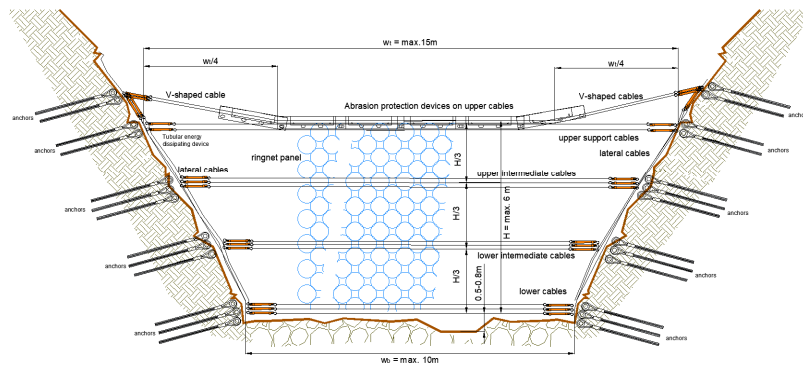 wt = max.15m
wt/4
wt/4
V-shaped cable
V-shaped cables
Abrasion protection devices on upper cables
anchors
anchors
anchors
anchors
Tubular energy
dissipating device
upper support cables
ringnet panel
lateral cables
lateral cables
H/3
upper intermediate cables
anchors
anchors
H/3
H = max. 6 m
anchors
anchors
H/3
lower intermediate cables
0.5-0.8m
lower cables
anchors
anchors
wb = max. 10m